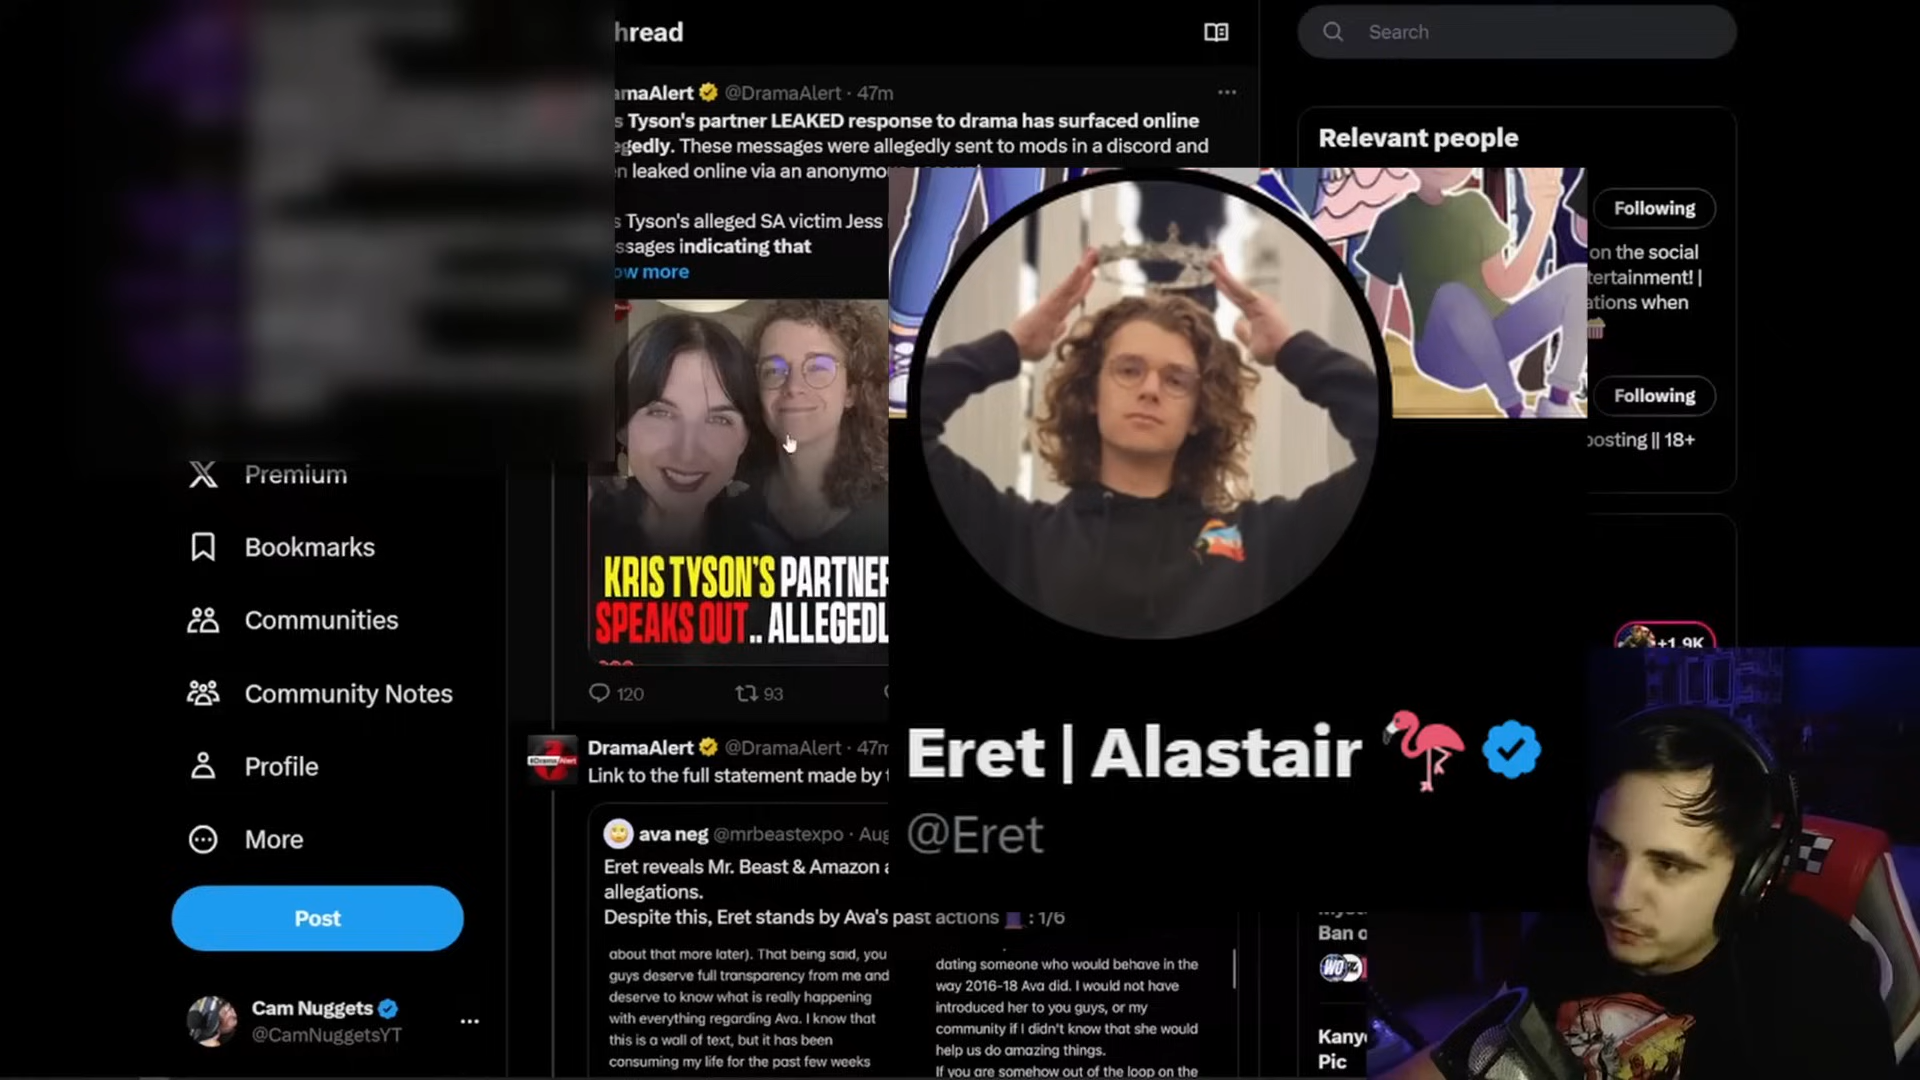 hread
Search
maAlert @DramaAlert · 47m
s Tyson's partner LEAKED response to drama has surfaced online
egedly. These messages were allegedly sent to mods in a discord and
n leaked online via an anonymo
s Tyson's alleged SA victim Jess
ssages indicating that
ow more
Relevant people
Following
on the social
tertainment! |
ations when
Following
posting || 18+
KRIS TYSON'S PARTNER
SPEAKS OUT.. ALLEGEDL
120
93
+1.9K
Premium
Bookmarks
Communities
Community Notes
Profile
More
Post
Cam Nuggets
@CamNuggetsYT
Eret | Alastair
@Eret
DramaAlert @DramaAlert · 47m
Link to the full statement made by
ava neg @mrbeastexpo · Aug
Eret reveals Mr. Beast & Amazon a
allegations.
Despite this, Eret stands by Ava's past actions : 1/6
about that more later). That being said, you
guys deserve full transparency from me and
deserve to know what is really happening
with everything regarding Ava. I know that
this is a wall of text, but it has been
consuming my life for the past few weeks
dating someone who would behave in the
way 2016-18 Ava did. I would not have
introduced her to you guys, or my
community if I didn't know that she would
help us do amazing things.
If you are somehow out of the loop on the
Ban o
Kany
Pic